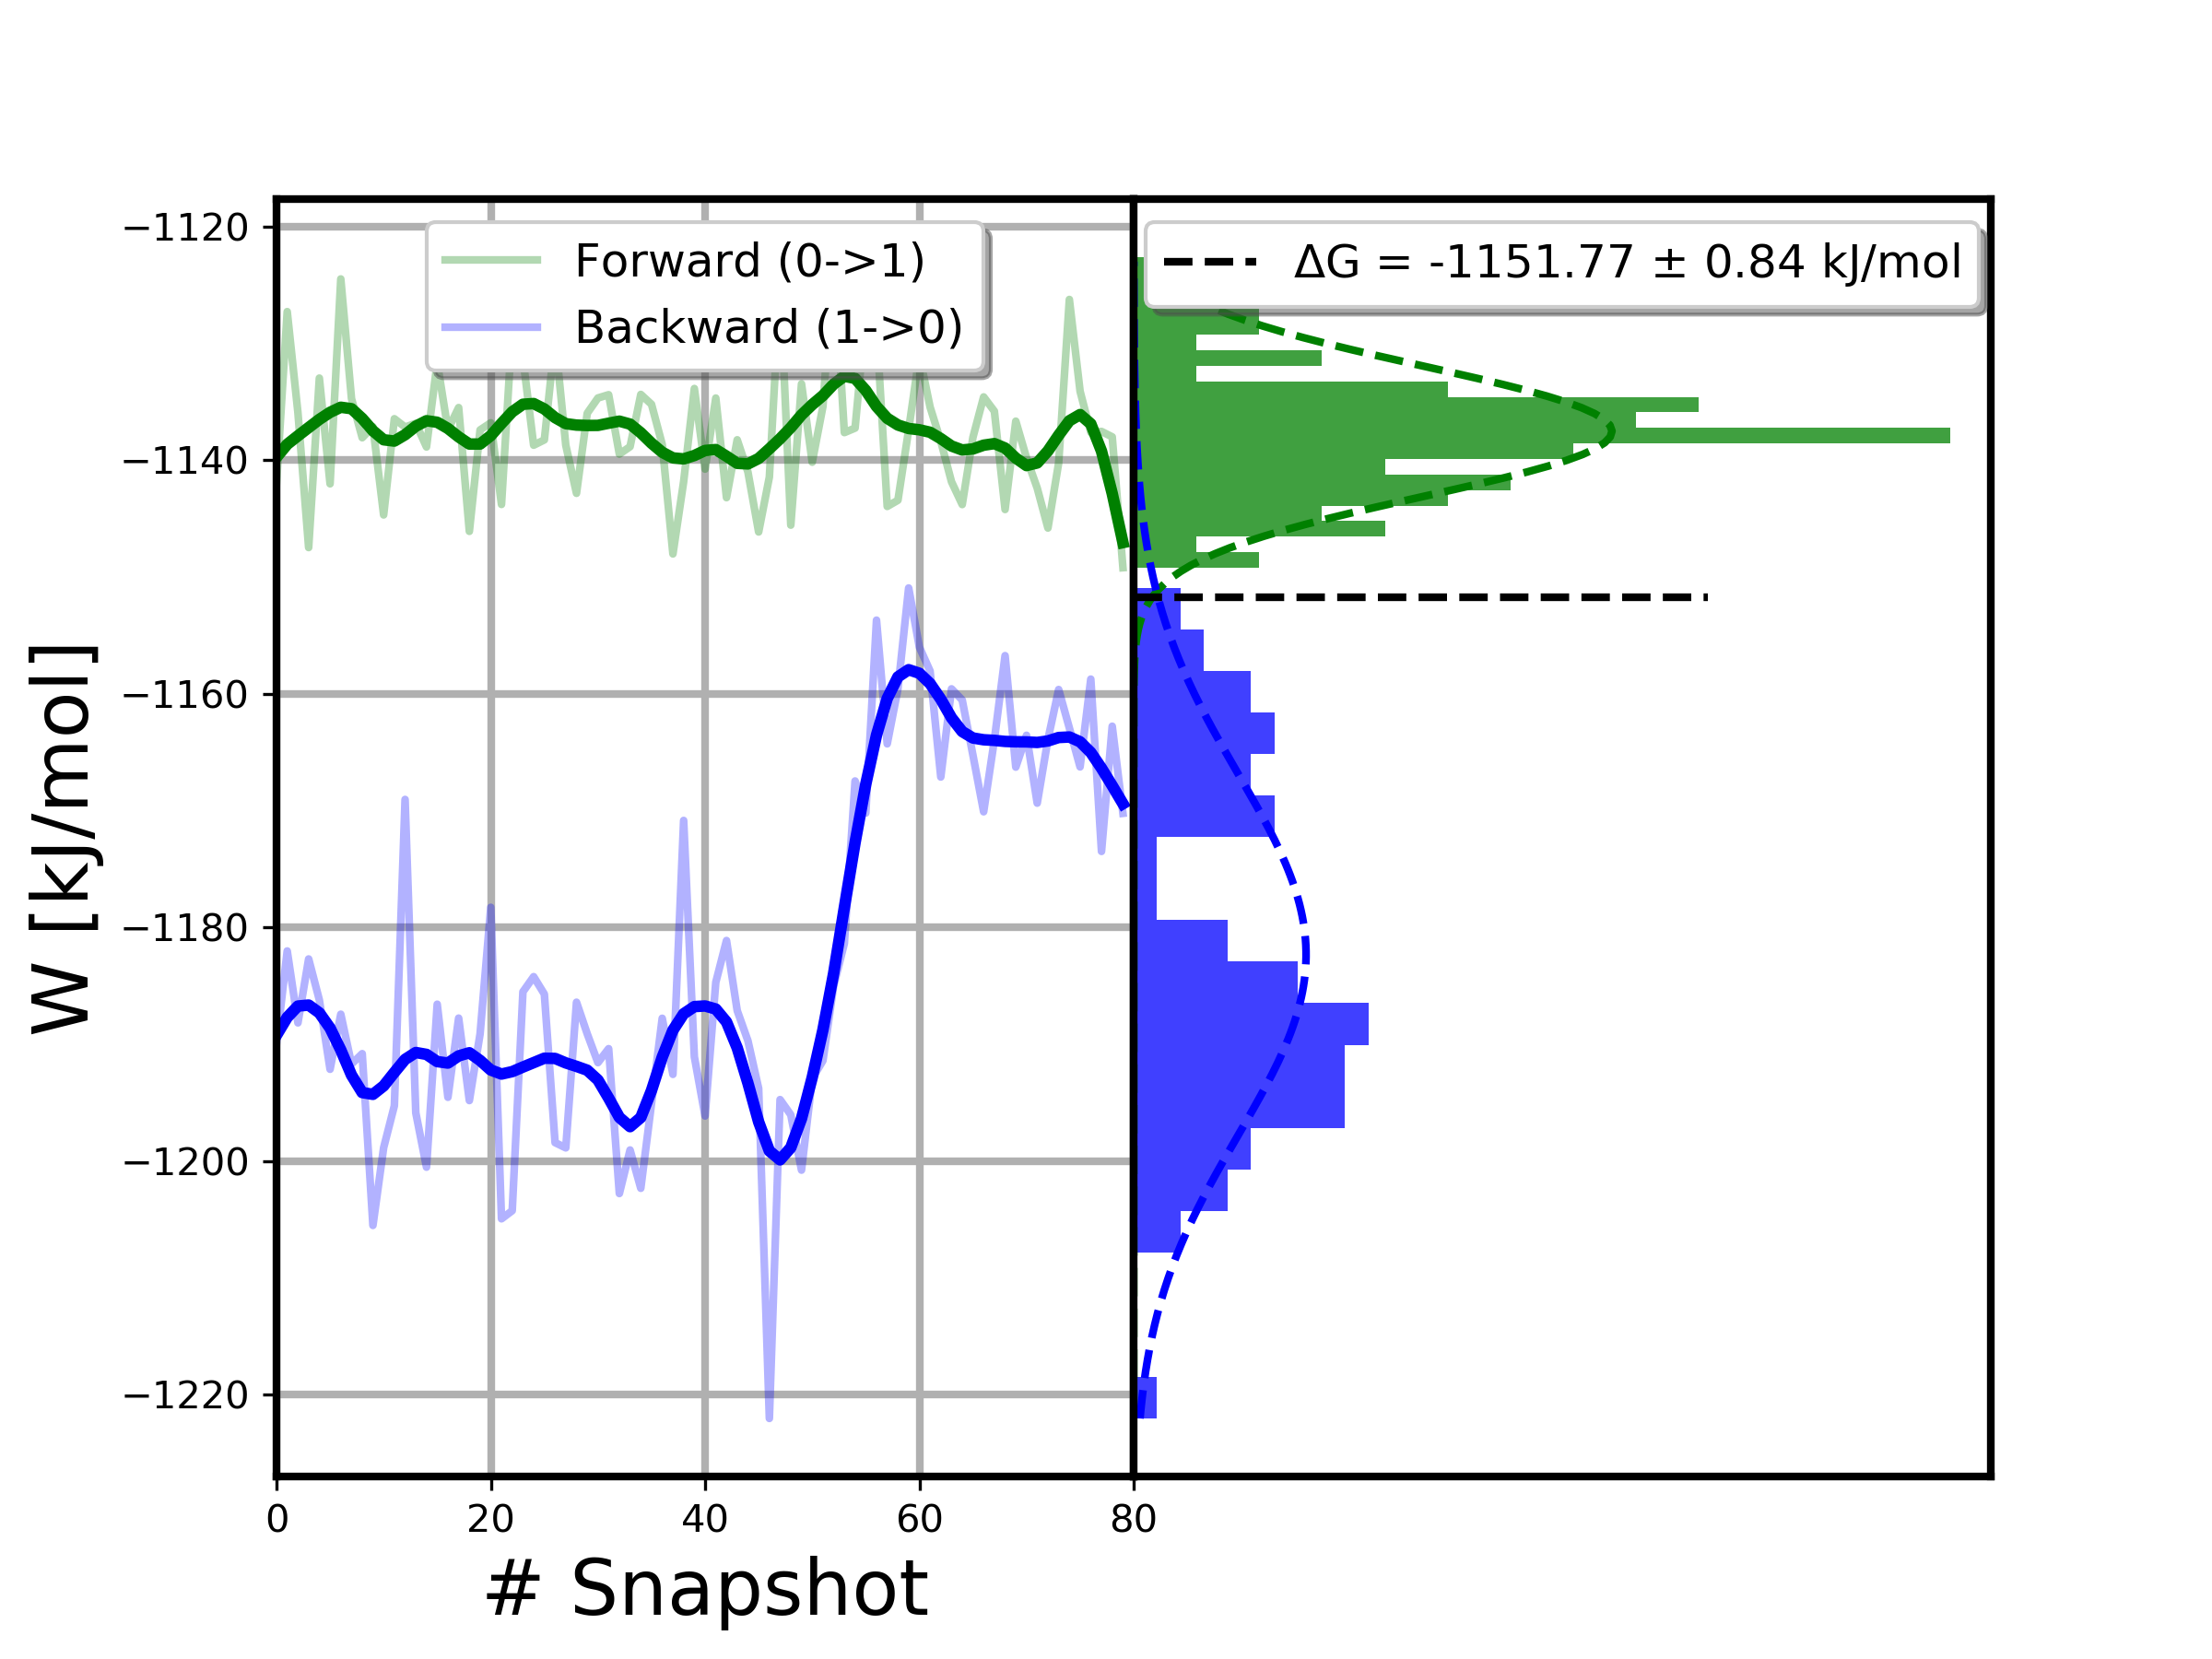 Forward (0->1)
Backward (1->0)
ΔG = -1151.77 ± 0.84 kJ/mol
W [kJ/mol]
−1120
−1140
−1160
−1180
−1200
−1220
0 20 40 60 80
# Snapshot